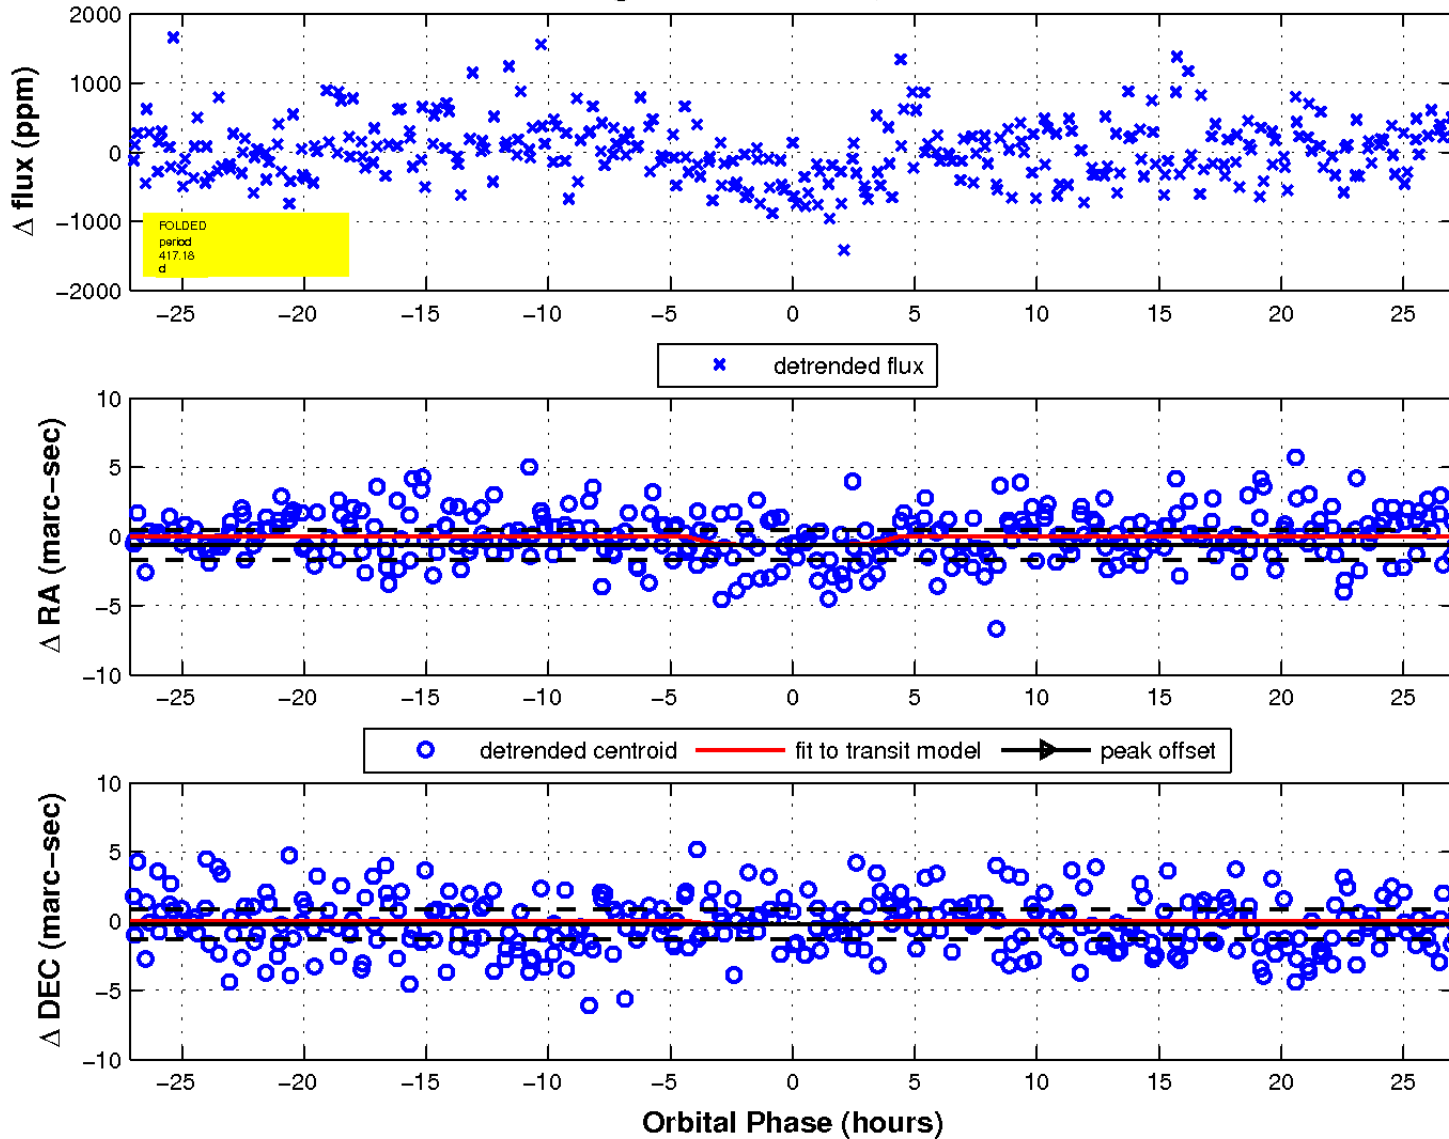 2000
1000
0
−1000
−2000
Δ flux (ppm)
FOLDED
period
417.18
d
−25 −20 −15 −10 −5 0 5 10 15 20 25
detrended flux
10
5
0
−5
−10
Δ RA (marc−sec)
−25 −20 −15 −10 −5 0 5 10 15 20 25
detrended centroid fit to transit model peak offset
10
5
0
−5
−10
Δ DEC (marc−sec)
−25 −20 −15 −10 −5 0 5 10 15 20 25
Orbital Phase (hours)